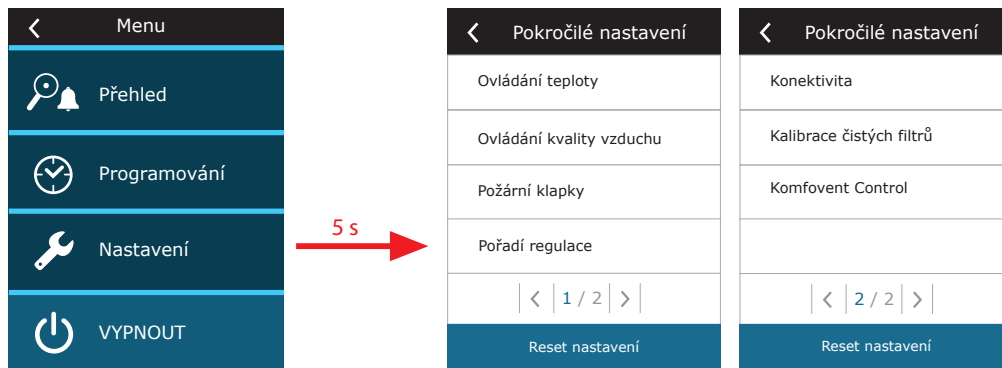 Menu
Přehled
Programování
Nastavení
VYPNOUT
5 s
Pokročilé nastavení
Ovládání teploty
Ovládání kvality vzduchu
Požární klapky
Pořadí regulace
1 / 2
Reset nastavení
Pokročilé nastavení
Konektivita
Kalibrace čistých filtrů
Komfovent Control
2 / 2
Reset nastavení